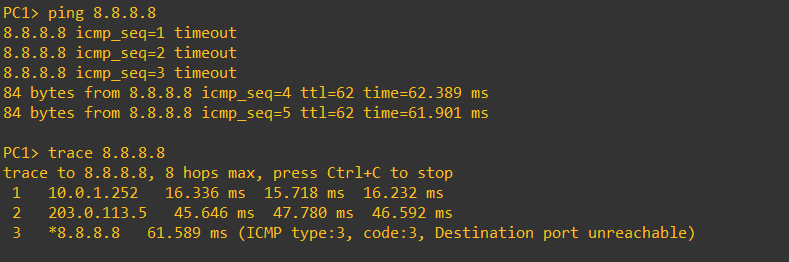 PC1> ping 8.8.8.8
8.8.8.8 icmp_seq=1 timeout
8.8.8.8 icmp_seq=2 timeout
8.8.8.8 icmp_seq=3 timeout
84 bytes from 8.8.8.8 icmp_seq=4 ttl=62 time=62.389 ms
84 bytes from 8.8.8.8 icmp_seq=5 ttl=62 time=61.901 ms
PC1> trace 8.8.8.8
trace to 8.8.8.8, 8 hops max, press Ctrl+C to stop
1 10.0.1.252 16.336 ms 15.718 ms 16.232 ms
2 203.0.113.5 45.646 ms 47.780 ms 46.592 ms
3 *8.8.8.8 61.589 ms (ICMP type:3, code:3, Destination port unreachable)